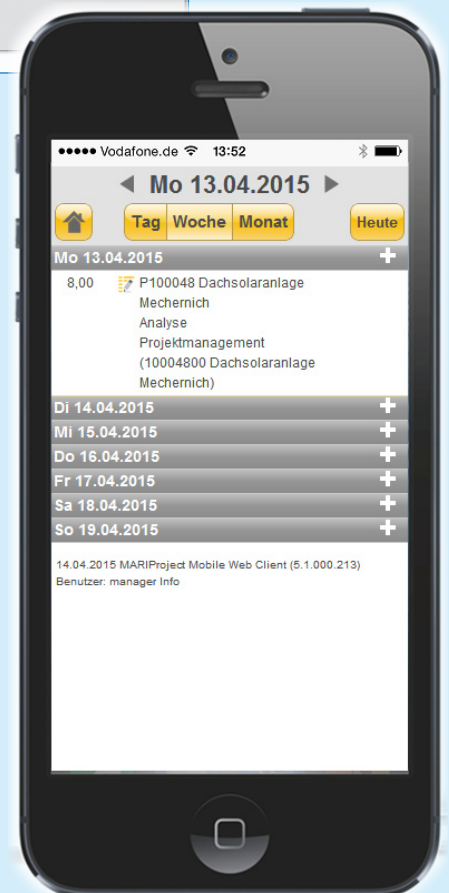 Vodafone.de 13:52
Mo 13.04.2015
Tag Woche Monat Heute
Mo 13.04.2015
8,00 P100048 Dachsolaranlage
Mechernich
Analyse
Projektmanagement
(10004800 Dachsolaranlage
Mechernich)
Di 14.04.2015
Mi 15.04.2015
Do 16.04.2015
Fr 17.04.2015
Sa 18.04.2015
So 19.04.2015
14.04.2015 MARIProject Mobile Web Client (5.1.000.213)
Benutzer: manager Info